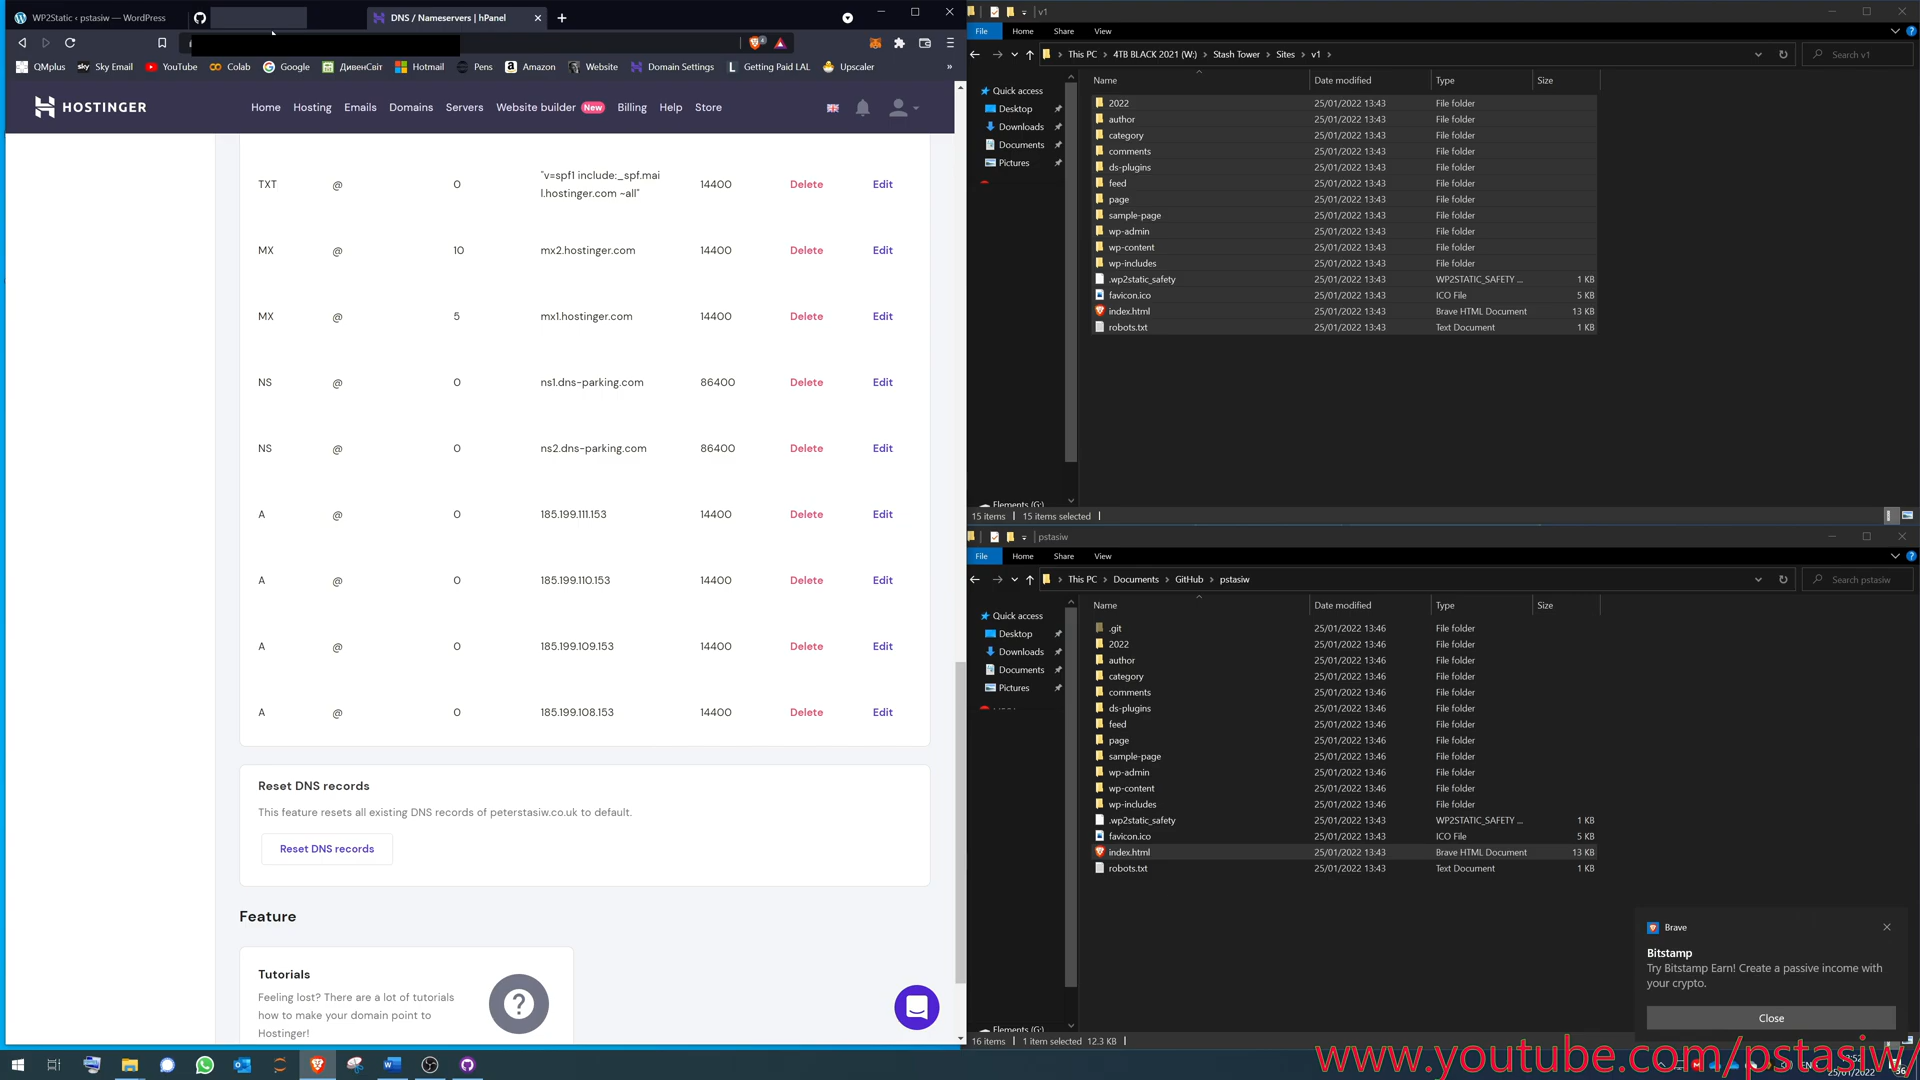 WP2Static ‹ pstasiw — WordPress
DNS / Nameservers | hPanel
QMplus
sky Sky Email
YouTube
Colab
Google
ДивенСвіт
Hotmail
Pens
Amazon
Website
Domain Settings
Getting Paid LAL
Upscaler
»
HOSTINGER
Home
Hosting
Emails
Domains
Servers
Website builder New
Billing
Help
Store
TXT @ 0 "v=spf1 include:_spf.mai
l.hostinger.com ~all" 14400 Delete Edit
MX @ 10 mx2.hostinger.com 14400 Delete Edit
MX @ 5 mx1.hostinger.com 14400 Delete Edit
NS @ 0 ns1.dns-parking.com 86400 Delete Edit
NS @ 0 ns2.dns-parking.com 86400 Delete Edit
A @ 0 185.199.111.153 14400 Delete Edit
A @ 0 185.199.110.153 14400 Delete Edit
A @ 0 185.199.109.153 14400 Delete Edit
A @ 0 185.199.108.153 14400 Delete Edit
Reset DNS records
This feature resets all existing DNS records of peterstasiw.co.uk to default.
Reset DNS records
Feature
Tutorials
Feeling lost? There are a lot of tutorials
how to make your domain point to
Hostinger!
v1
File Home Share View
This PC › 4TB BLACK 2021 (W:) › Stash Tower › Sites › v1 ›
Search v1
Quick access
Desktop
Downloads
Documents
Pictures
Elements (G:)
Name Date modified Type Size
2022 25/01/2022 13:43 File folder
author 25/01/2022 13:43 File folder
category 25/01/2022 13:43 File folder
comments 25/01/2022 13:43 File folder
ds-plugins 25/01/2022 13:43 File folder
feed 25/01/2022 13:43 File folder
page 25/01/2022 13:43 File folder
sample-page 25/01/2022 13:43 File folder
wp-admin 25/01/2022 13:43 File folder
wp-content 25/01/2022 13:43 File folder
wp-includes 25/01/2022 13:43 File folder
.wp2static_safety 25/01/2022 13:43 WP2STATIC_SAFETY ... 1 KB
favicon.ico 25/01/2022 13:43 ICO File 5 KB
index.html 25/01/2022 13:43 Brave HTML Document 13 KB
robots.txt 25/01/2022 13:43 Text Document 1 KB
15 items 15 items selected
pstasiw
File Home Share View
This PC › Documents › GitHub › pstasiw
Search pstasiw
Quick access
Desktop
Downloads
Documents
Pictures
Elements (G:)
Name Date modified Type Size
.git 25/01/2022 13:46 File folder
2022 25/01/2022 13:46 File folder
author 25/01/2022 13:46 File folder
category 25/01/2022 13:46 File folder
comments 25/01/2022 13:46 File folder
ds-plugins 25/01/2022 13:46 File folder
feed 25/01/2022 13:46 File folder
page 25/01/2022 13:46 File folder
sample-page 25/01/2022 13:46 File folder
wp-admin 25/01/2022 13:46 File folder
wp-content 25/01/2022 13:46 File folder
wp-includes 25/01/2022 13:46 File folder
.wp2static_safety 25/01/2022 13:43 WP2STATIC_SAFETY ... 1 KB
favicon.ico 25/01/2022 13:43 ICO File 5 KB
index.html 25/01/2022 13:43 Brave HTML Document 13 KB
robots.txt 25/01/2022 13:43 Text Document 1 KB
16 items 1 item selected 12.3 KB
Brave
Bitstamp
Try Bitstamp Earn! Create a passive income with
your crypto.
Close
www.youtube.com/pstasiw/